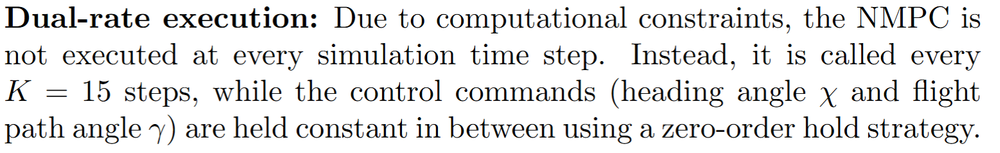 Dual-rate execution: Due to computational constraints, the NMPC is
not executed at every simulation time step. Instead, it is called every
K = 15 steps, while the control commands (heading angle χ and flight
path angle γ) are held constant in between using a zero-order hold strategy.